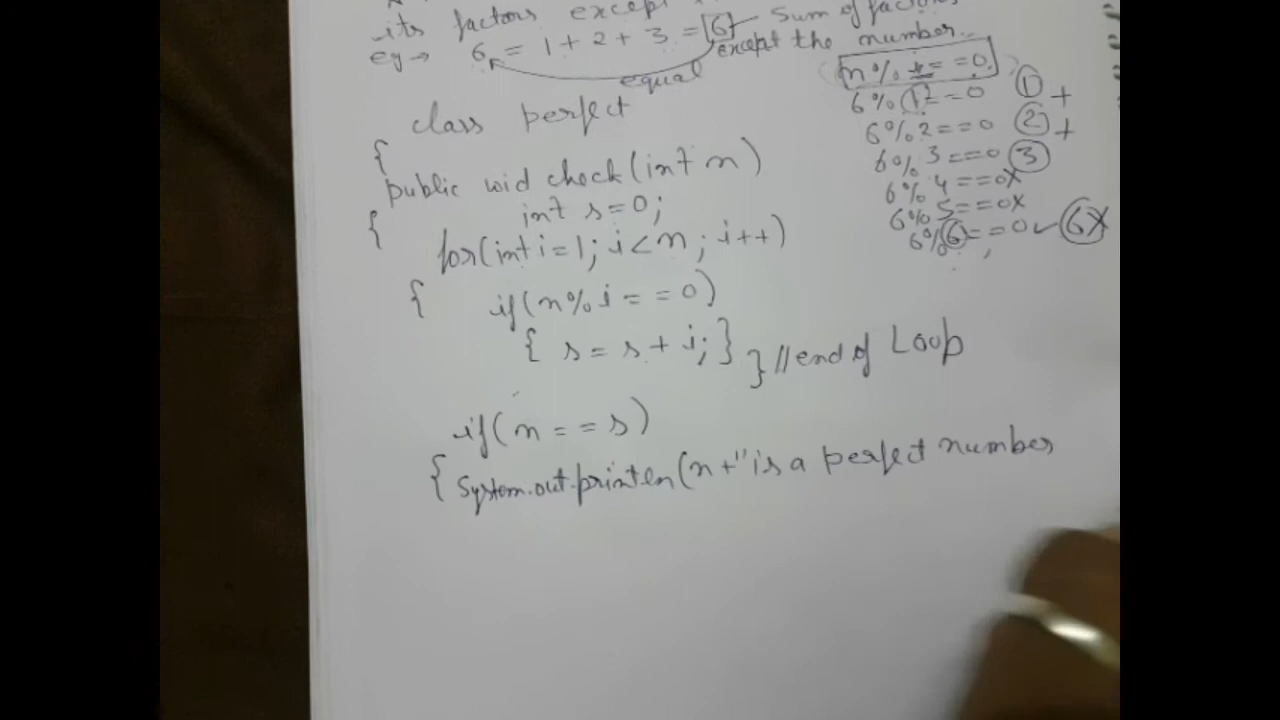 its factors except
eg→ 6 = 1 + 2 + 3 = 6 — Sum of factors
except the number.
equal
n% i = = 0
6%1 = = 0 ① +
6%2 = = 0 ② +
6%3 = = 0 ③
6%4 = = 0X
6%5 = = 0X
6%6 = = 0 ✓ ⑥X
class perfect
{
public void check(int n)
{ int s=0;
for(int i=1; i<n; i++)
{ if(n%i = = 0)
{ s = s + i; } } //end of Loop
if(n = = s)
{ System.out.println(n+" is a perfect number